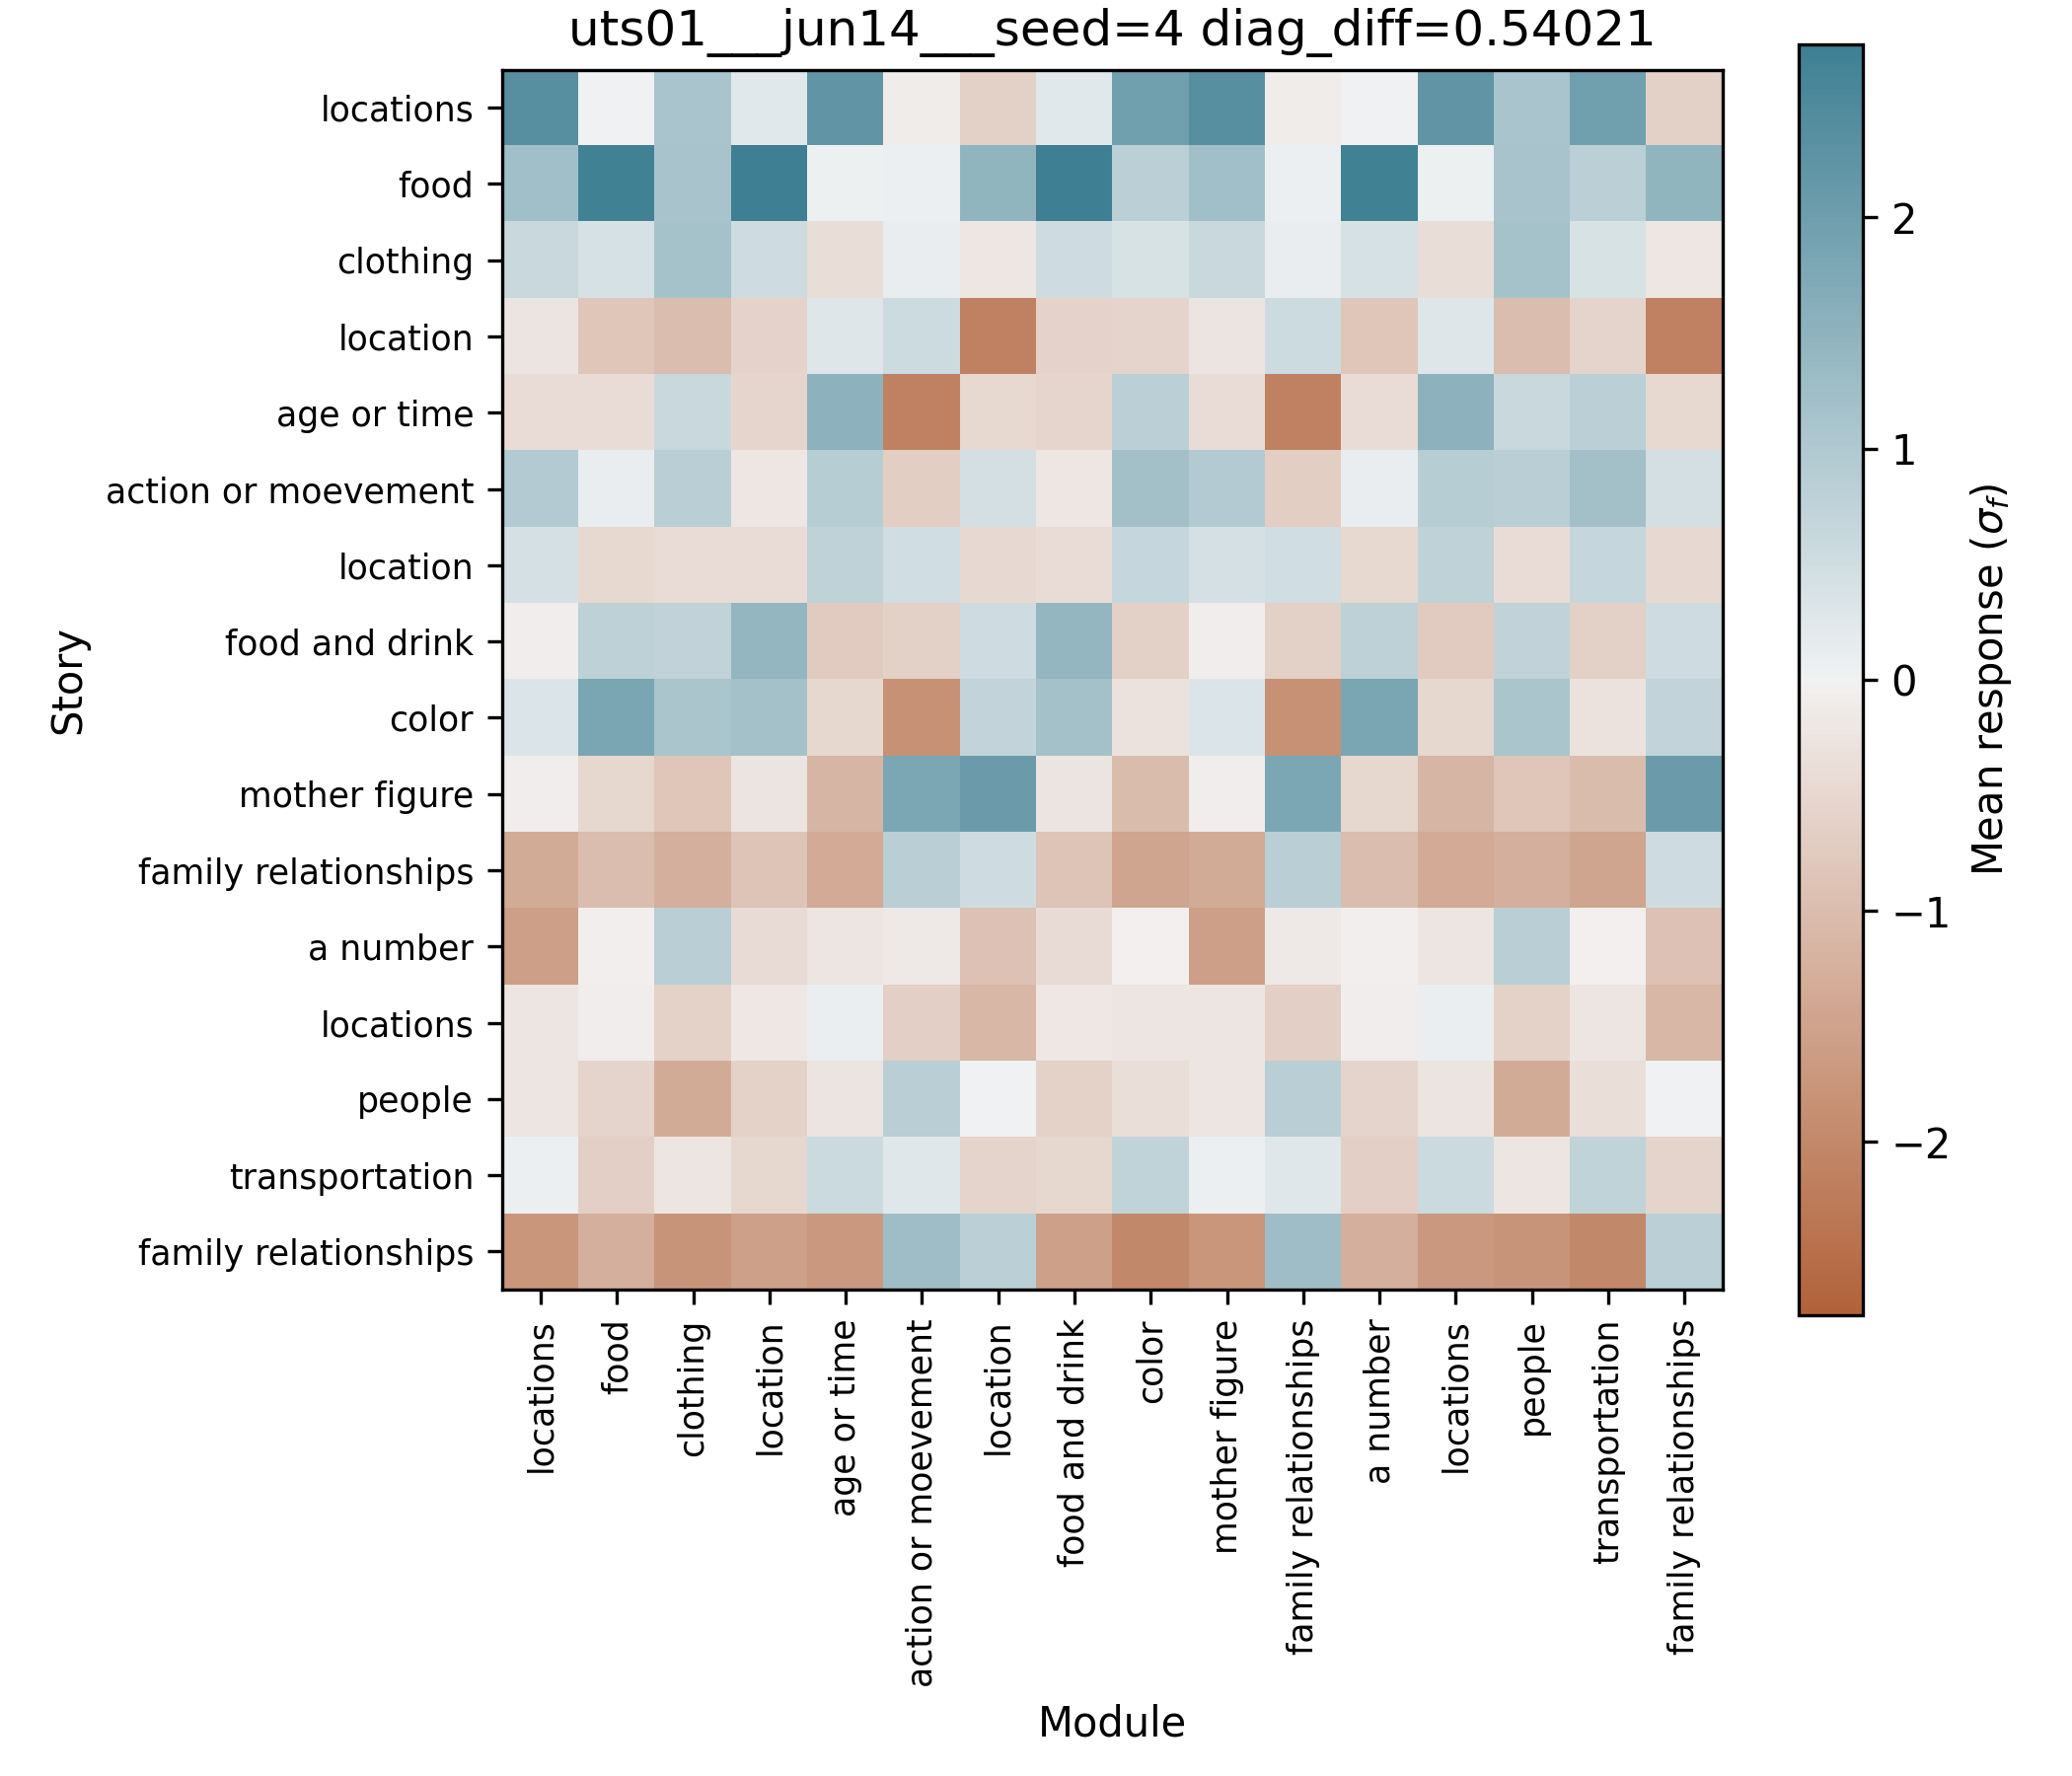 uts01___jun14___seed=4 diag_diff=0.54021
locations
food
clothing
location
age or time
action or moevement
location
food and drink
color
mother figure
family relationships
a number
locations
people
transportation
family relationships
Story
locations
food
clothing
location
age or time
action or moevement
location
food and drink
color
mother figure
family relationships
a number
locations
people
transportation
family relationships
Module
2
1
0
−1
−2
Mean response (σ_f)